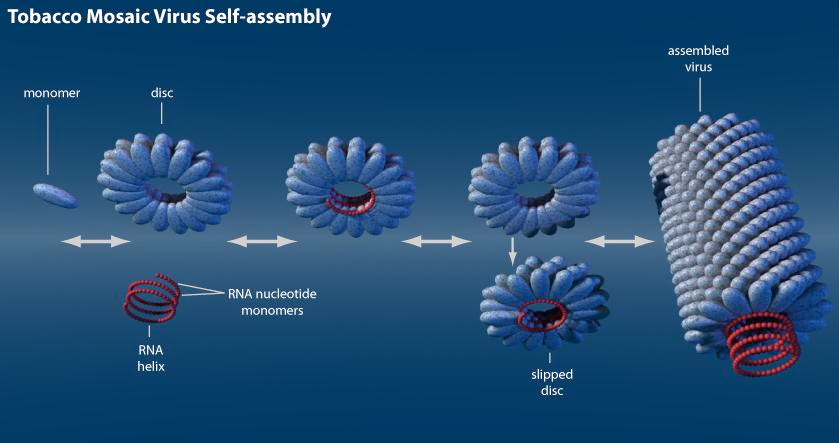 Tobacco Mosaic Virus Self-assembly
assembled
virus
monomer
disc
RNA nucleotide
monomers
RNA
helix
slipped
disc